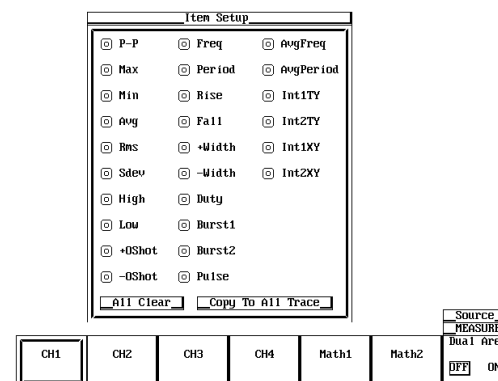 Item Setup
P-P Freq AvgFreq
Max Period AvgPeriod
Min Rise Int1TY
Avg Fall Int2TY
Rms +Width Int1XY
Sdev -Width Int2XY
High Duty
Low Burst1
+OShot Burst2
-OShot Pulse
All Clear Copy To All Trace
Source
MEASURE
Dual Are
OFF ON
CH1 CH2 CH3 CH4 Math1 Math2